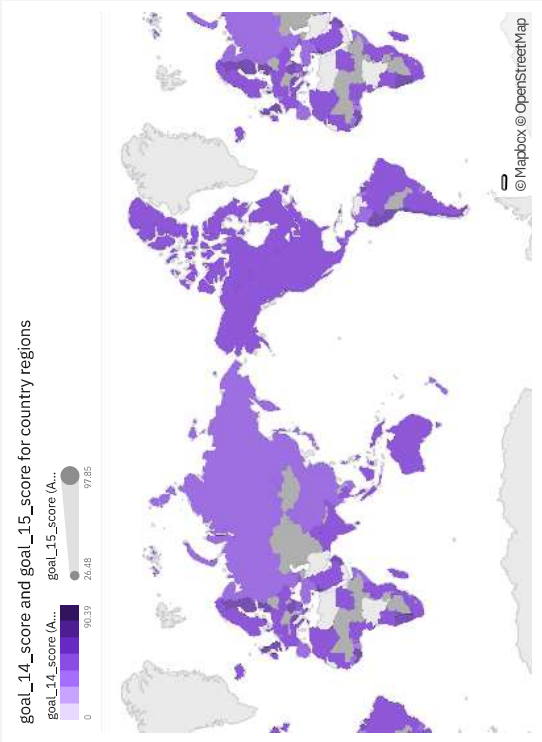 goal_14_score and goal_15_score for country regions
goal_14_score (A...
0
90.39
goal_15_score (A...
26.48
97.85
© Mapbox © OpenStreetMap